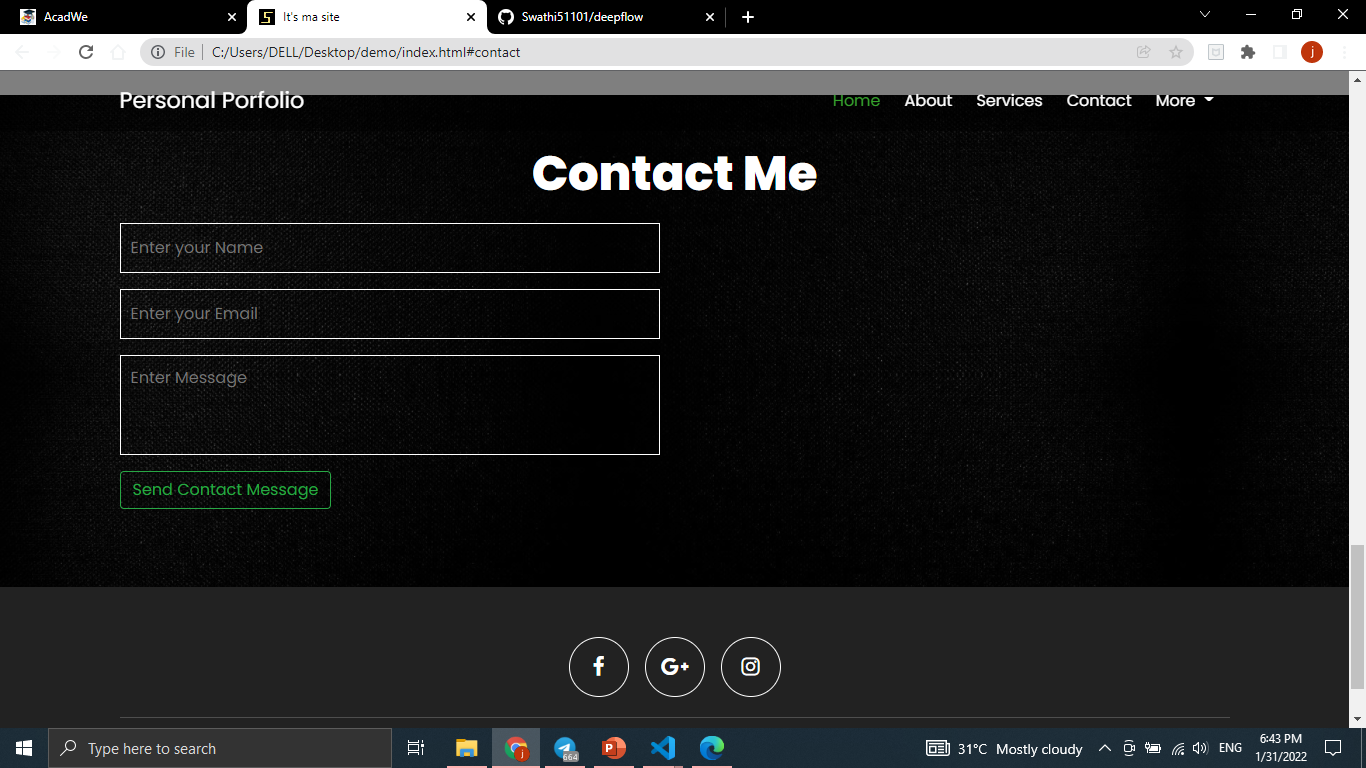 AcadWe
It's ma site
Swathi51101/deepflow
File C:/Users/DELL/Desktop/demo/index.html#contact
j
Personal Porfolio
Home About Services Contact More
Contact Me
Enter your Name
Enter your Email
Enter Message
Send Contact Message
f G+
Type here to search
j
664
31°C Mostly cloudy
ENG
6:43 PM
1/31/2022